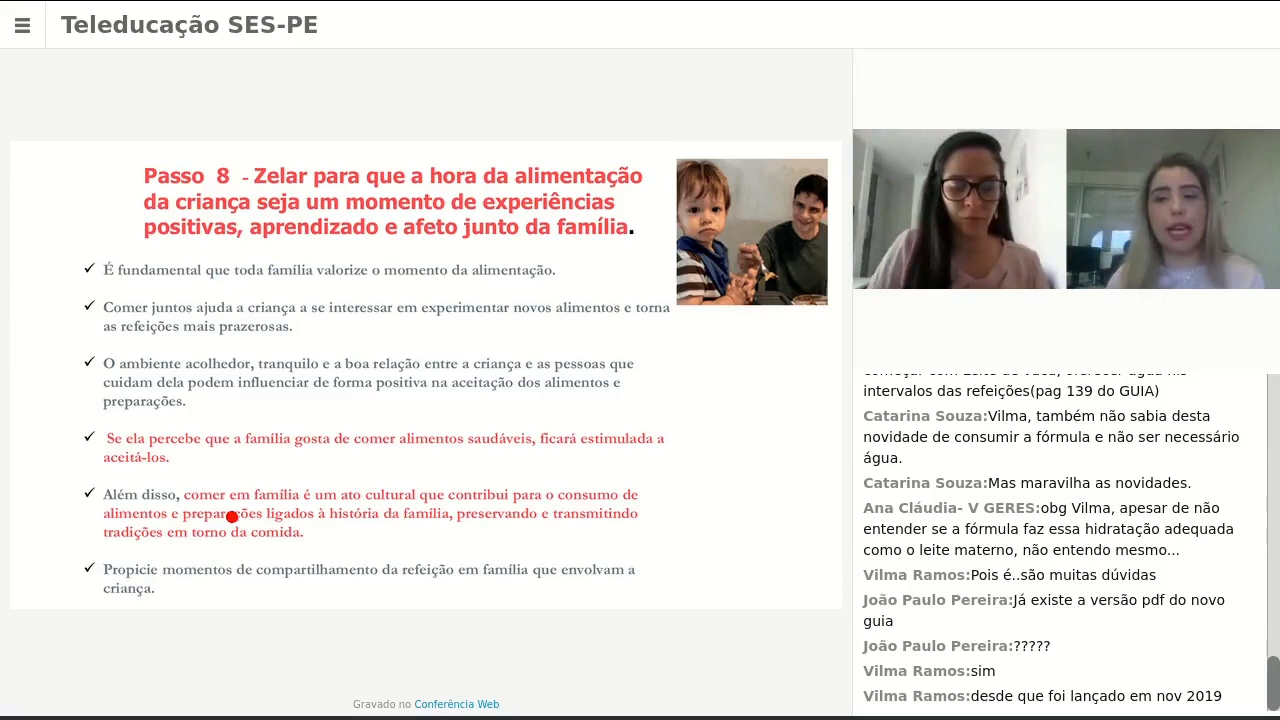 Teleducação SES-PE
Passo 8 - Zelar para que a hora da alimentação
da criança seja um momento de experiências
positivas, aprendizado e afeto junto da família.
✓ É fundamental que toda família valorize o momento da alimentação.
✓ Comer juntos ajuda a criança a se interessar em experimentar novos alimentos e torna
as refeições mais prazerosas.
✓ O ambiente acolhedor, tranquilo e a boa relação entre a criança e as pessoas que
cuidam dela podem influenciar de forma positiva na aceitação dos alimentos e
preparações.
✓ Se ela percebe que a família gosta de comer alimentos saudáveis, ficará estimulada a
aceitá-los.
✓ Além disso, comer em família é um ato cultural que contribui para o consumo de
alimentos e preparações ligados à história da família, preservando e transmitindo
tradições em torno da comida.
✓ Propicie momentos de compartilhamento da refeição em família que envolvam a
criança.
Gravado no Conferência Web
intervalos das refeições(pag 139 do GUIA)
Catarina Souza:Vilma, também não sabia desta
novidade de consumir a fórmula e não ser necessário
água.
Catarina Souza:Mas maravilha as novidades.
Ana Cláudia- V GERES:obg Vilma, apesar de não
entender se a fórmula faz essa hidratação adequada
como o leite materno, não entendo mesmo...
Vilma Ramos:Pois é..são muitas dúvidas
João Paulo Pereira:Já existe a versão pdf do novo
guia
João Paulo Pereira:?????
Vilma Ramos:sim
Vilma Ramos:desde que foi lançado em nov 2019